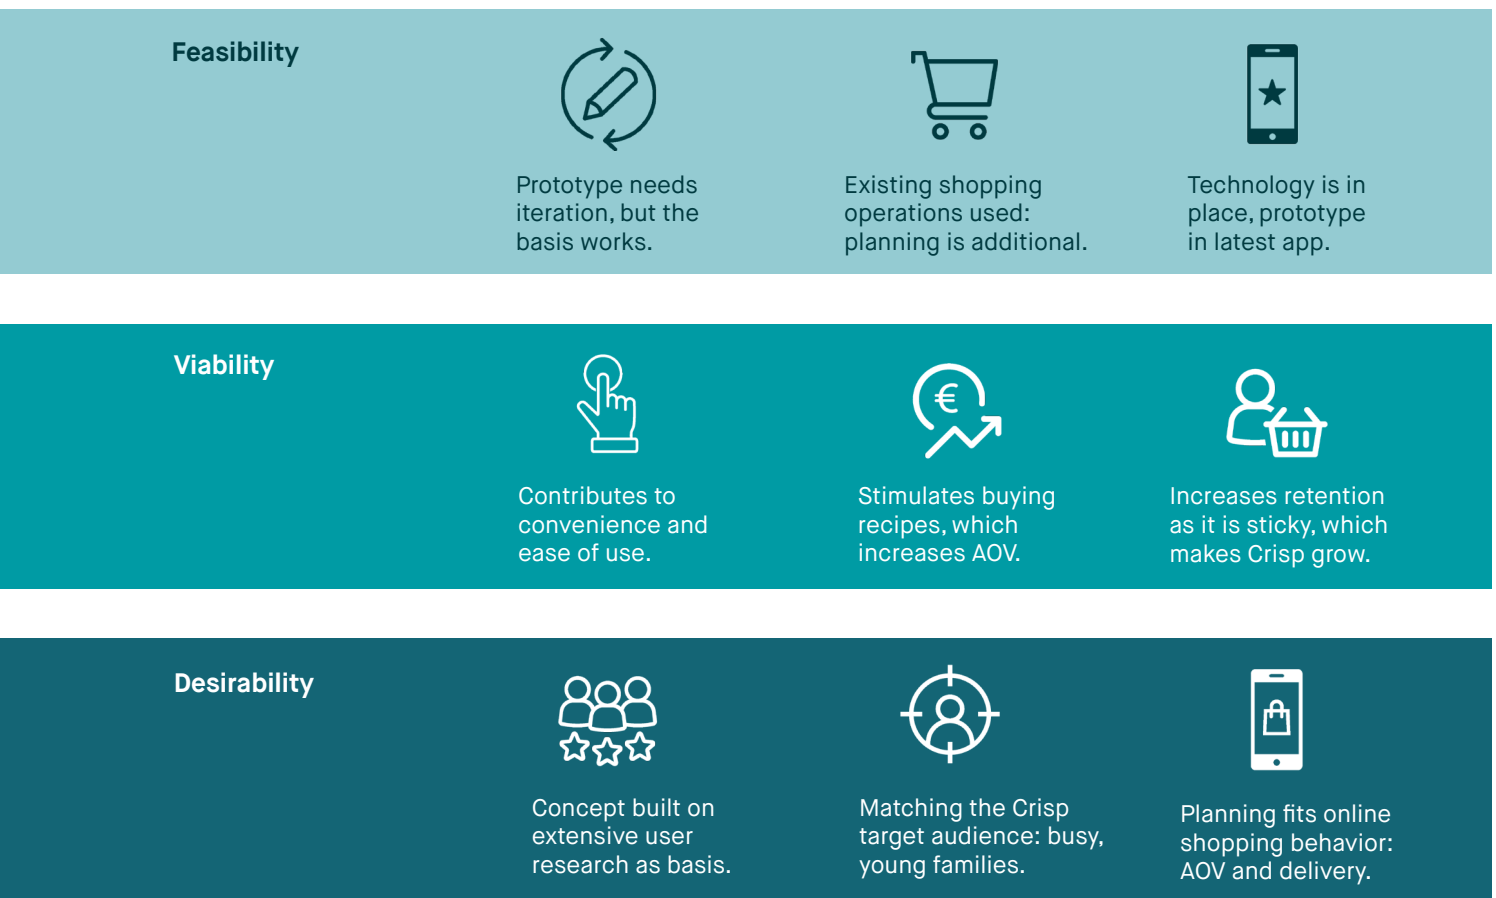 Feasibility
Prototype needs
iteration, but the
basis works.
Existing shopping
operations used:
planning is additional.
Technology is in
place, prototype
in latest app.
Viability
€
Contributes to
convenience and
ease of use.
Stimulates buying
recipes, which
increases AOV.
Increases retention
as it is sticky, which
makes Crisp grow.
Desirability
Concept built on
extensive user
research as basis.
Matching the Crisp
target audience: busy,
young families.
Planning fits online
shopping behavior:
AOV and delivery.